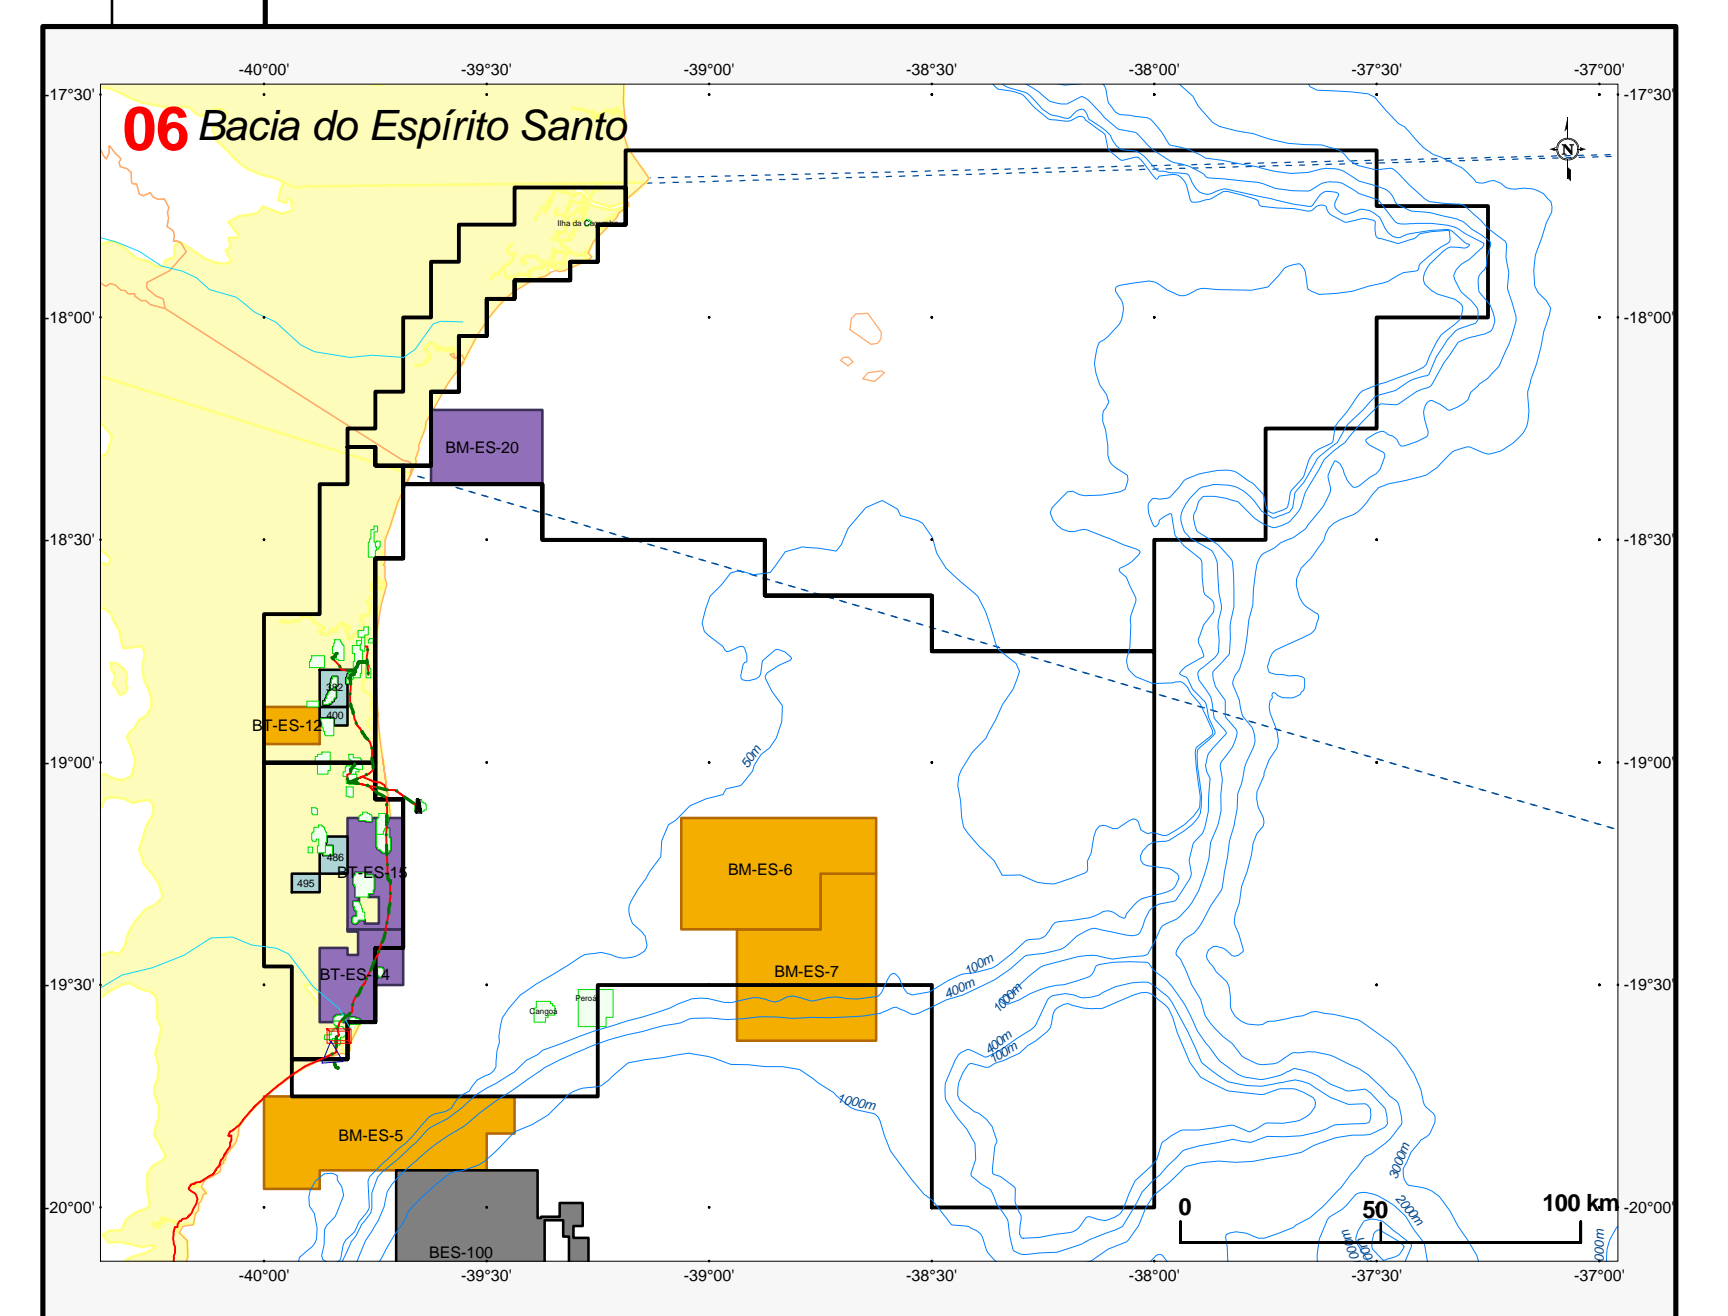 -40°00' -39°30' -39°00' -38°30' -38°00' -37°30' -37°00'
-17°30' -17°30'
06 Bacia do Espírito Santo
N
Ilha da
-18°00' -18°00'
BM-ES-20
-18°30' -18°30'
382
400
BT-ES-12
50m
-19°00' -19°00'
486
BT-ES-15
495
BM-ES-6
100m
BT-ES-14
BM-ES-7
400m
1000m
-19°30' -19°30'
Peroá
Cangoá
400m
100m
1000m
BM-ES-5
3000m
2000m
-20°00' -20°00'
0 50 100 km
BES-100
-40°00' -39°30' -39°00' -38°30' -38°00' -37°30' -37°00'